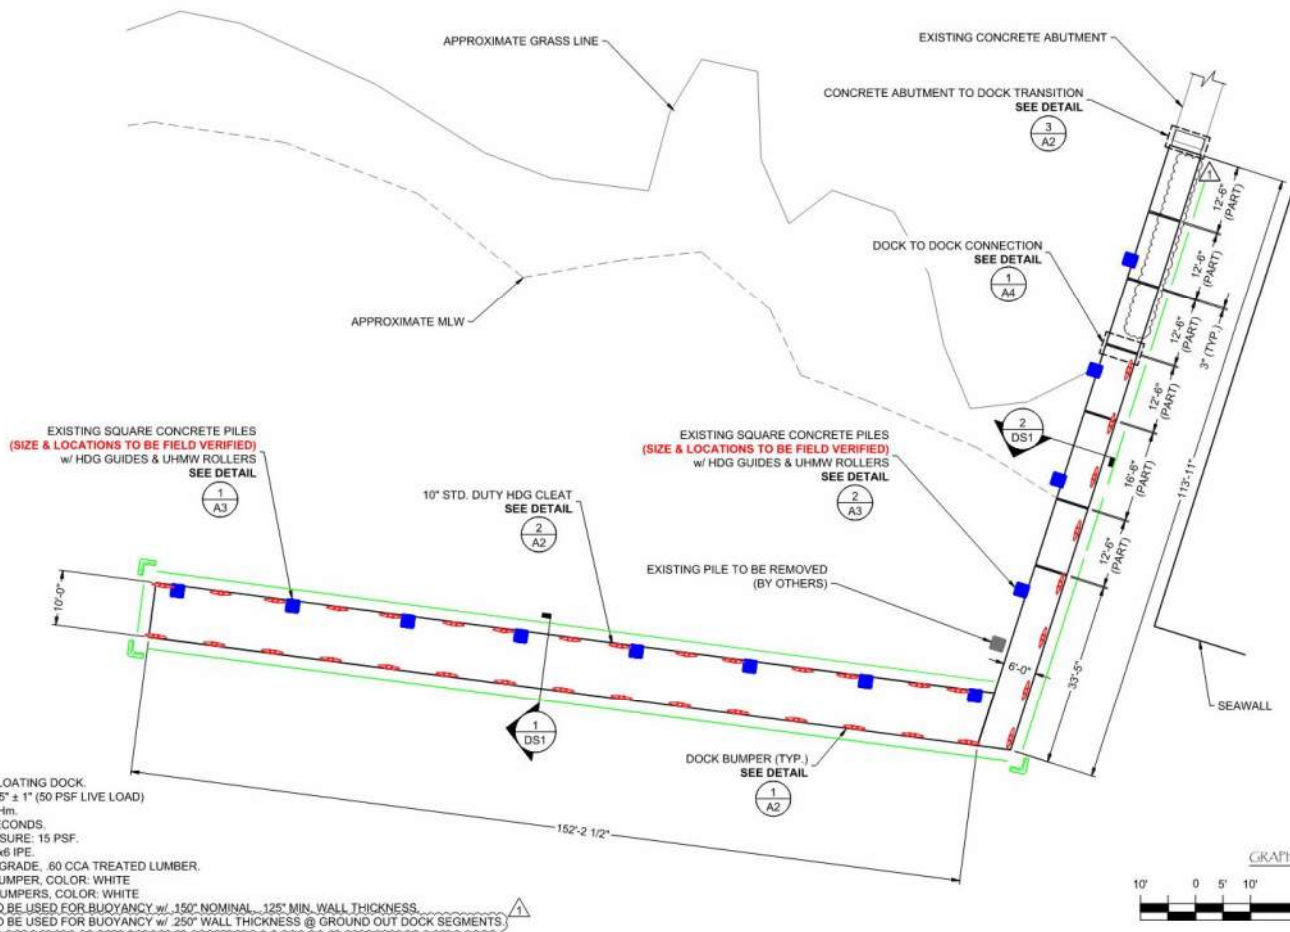 APPROXIMATE GRASS LINE
EXISTING CONCRETE ABUTMENT
CONCRETE ABUTMENT TO DOCK TRANSITION
SEE DETAIL
3
A2
1
12'-6"
(PART)
DOCK TO DOCK CONNECTION
SEE DETAIL
1
A4
12'-6"
(PART)
APPROXIMATE MLW
12'-6"
(PART)
3" (TYP.)
12'-6"
(PART)
2
DS1
16'-6"
(PART)
113'-11"
12'-6"
(PART)
EXISTING SQUARE CONCRETE PILES
(SIZE & LOCATIONS TO BE FIELD VERIFIED)
w/ HDG GUIDES & UHMW ROLLERS
SEE DETAIL
1
A3
EXISTING SQUARE CONCRETE PILES
(SIZE & LOCATIONS TO BE FIELD VERIFIED)
w/ HDG GUIDES & UHMW ROLLERS
SEE DETAIL
2
A3
10" STD. DUTY HDG CLEAT
SEE DETAIL
2
A2
EXISTING PILE TO BE REMOVED
(BY OTHERS)
10'-0"
6'-0"
33'-5"
SEAWALL
1
DS1
DOCK BUMPER (TYP.)
SEE DETAIL
1
A2
152'-2 1/2"
LOATING DOCK.
5" ± 1" (50 PSF LIVE LOAD)
Hm.
ECONDS.
SURE: 15 PSF.
x6 IPE.
GRADE, .60 CCA TREATED LUMBER.
UMPER, COLOR: WHITE
UMPERS, COLOR: WHITE
O BE USED FOR BUOYANCY w/ .150" NOMINAL, .125" MIN. WALL THICKNESS.
O BE USED FOR BUOYANCY w/ .250" WALL THICKNESS @ GROUND OUT DOCK SEGMENTS.
1
GRAPH
10' 0 5' 10'